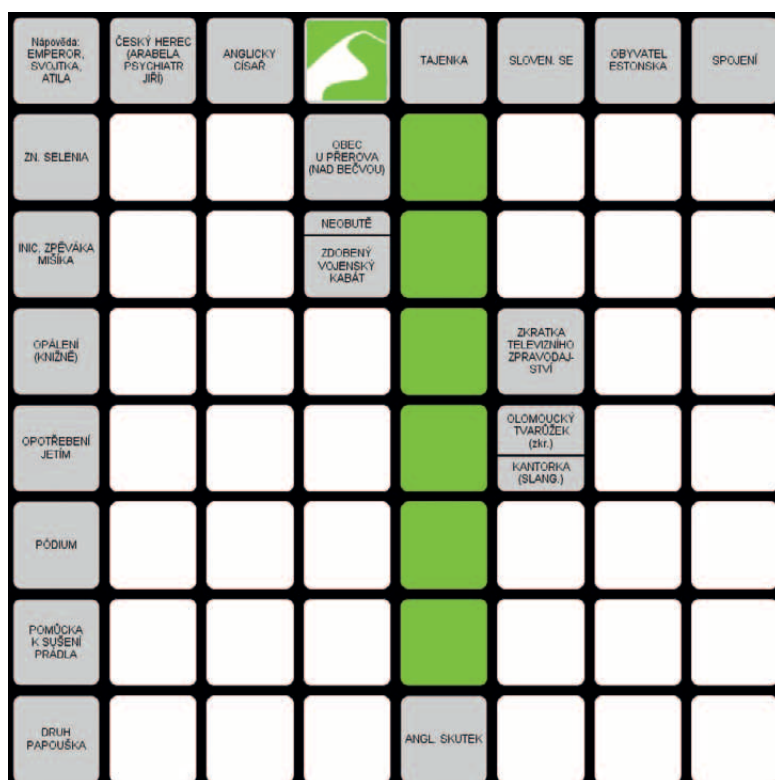 Nápověda:
EMPEROR,
SVOJTKA,
ATILA
ČESKÝ HEREC
(ARABELA
PSYCHIATR
JIŘÍ)
ANGLICKY
CÍSAŘ
TAJENKA
SLOVEN. SE
OBYVATEL
ESTONSKA
SPOJENÍ
ZN. SELENIA
OBEC
U PŘEROVA
(NAD BEČVOU)
INIC. ZPĚVÁKA
MIŠÍKA
NEOBUTĚ
ZDOBENÝ
VOJENSKÝ
KABÁT
OPÁLENÍ
(KNIŽNĚ)
ZKRATKA
TELEVIZNÍHO
ZPRAVODAJ-
STVÍ
OPOTŘEBENÍ
JETÍM
OLOMOUCKÝ
TVARŮŽEK
(zkr.)
KANTORKA
(SLANG.)
PÓDIUM
POMŮCKA
K SUŠENÍ
PRÁDLA
DRUH
PAPOUŠKA
ANGL. SKUTEK